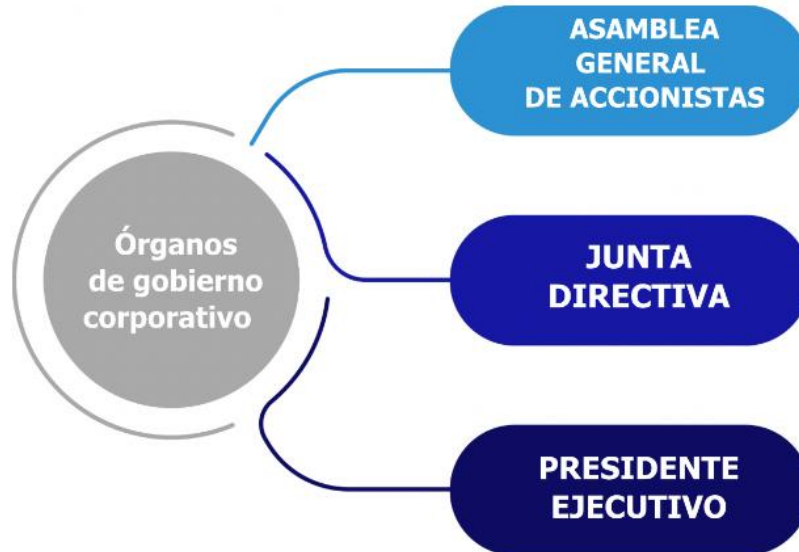 Órganos
de gobierno
corporativo
ASAMBLEA
GENERAL
DE ACCIONISTAS
JUNTA
DIRECTIVA
PRESIDENTE
EJECUTIVO